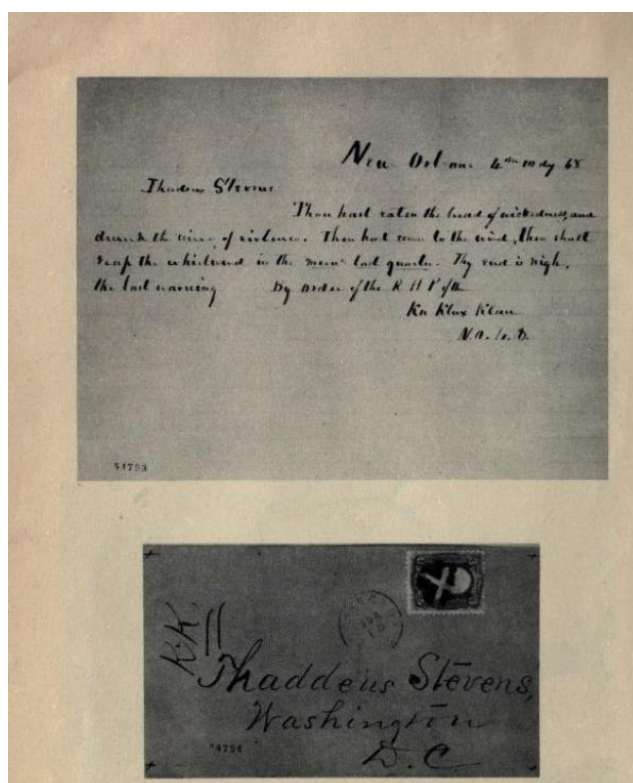 New Orleans 4th May 68
Thadeus Stevens
Thou hast eaten the bread of wickedness, and
drunk the wine of violence. Thou hast sown to the wind, thou shalt
reap the whirlwind in the moon's last quarter. Thy end is nigh,
the last warning By order of the
Ku Klux Klan
N.O. L.D.
54793
K.K.
Thaddeus Stevens,
Washington
D.C